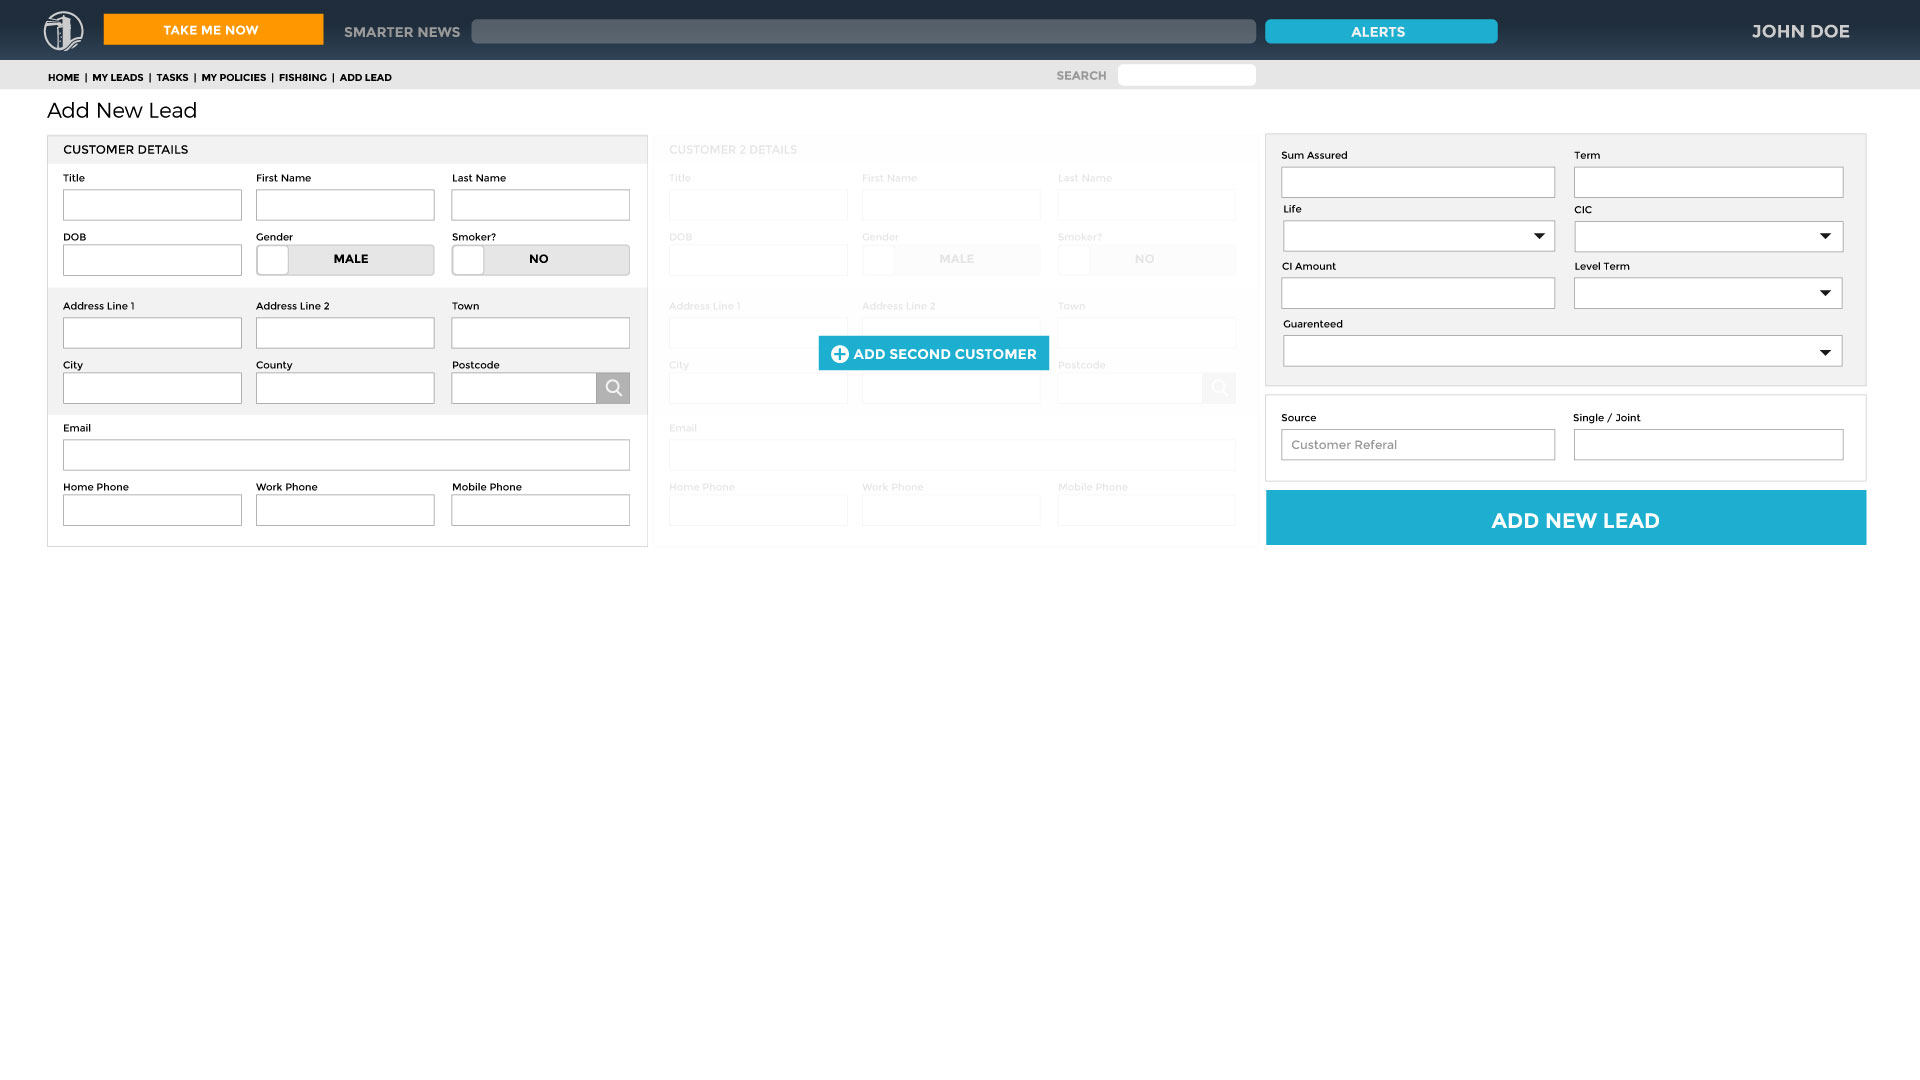 TAKE ME NOW SMARTER NEWS ALERTS JOHN DOE
HOME | MY LEADS | TASKS | MY POLICIES | FISH8ING | ADD LEAD SEARCH
Add New Lead
CUSTOMER DETAILS
Title First Name Last Name
DOB Gender Smoker?
MALE NO
Address Line 1 Address Line 2 Town
City County Postcode
Email
Home Phone Work Phone Mobile Phone
CUSTOMER 2 DETAILS
Title First Name Last Name
DOB Gender Smoker?
MALE NO
Address Line 1 Address Line 2 Town
ADD SECOND CUSTOMER
City Postcode
Email
Home Phone Work Phone Mobile Phone
Sum Assured Term
Life CIC
CI Amount Level Term
Guarenteed
Source Single / Joint
Customer Referal
ADD NEW LEAD